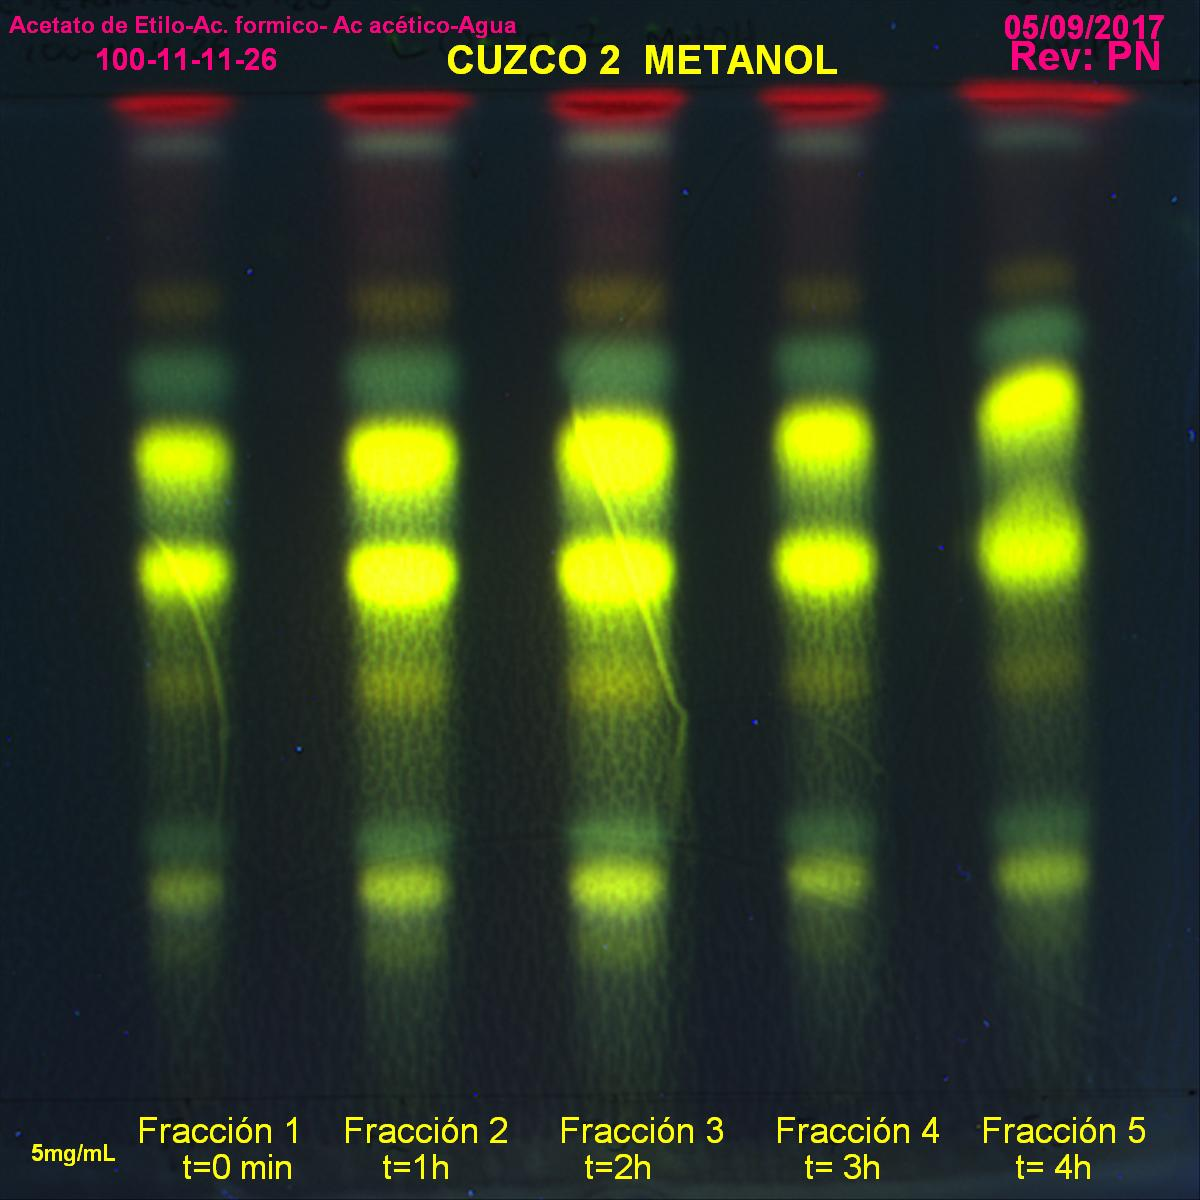 Acetato de Etilo-Ac. formico- Ac acético-Agua
100-11-11-26
CUZCO 2 METANOL
05/09/2017
Rev: PN
5mg/mL
Fracción 1
t=0 min
Fracción 2
t=1h
Fracción 3
t=2h
Fracción 4
t= 3h
Fracción 5
t= 4h